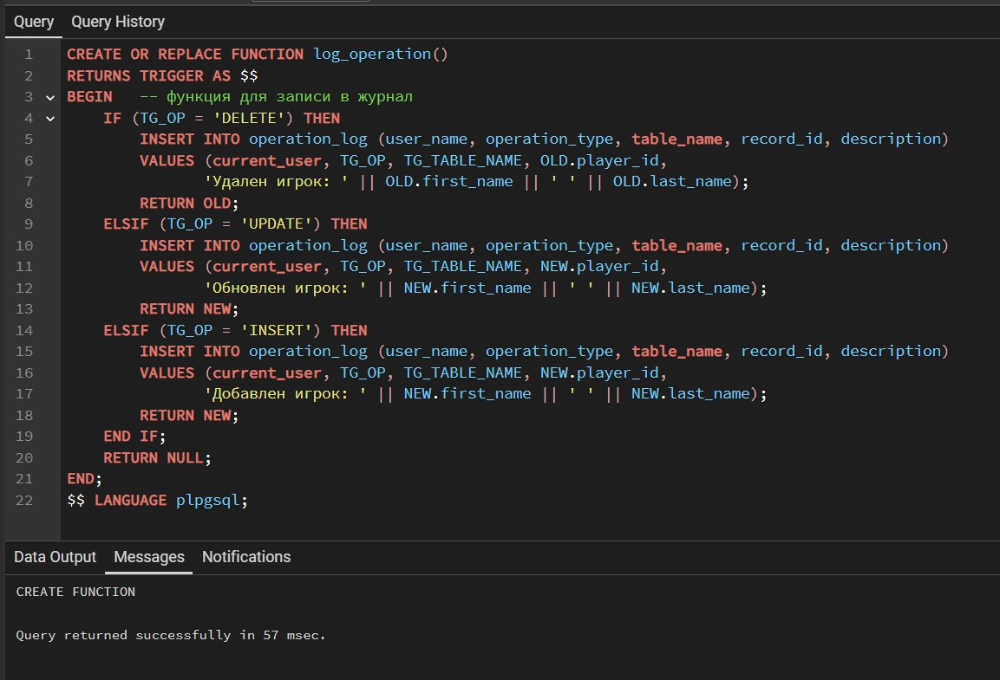 Query Query History
1 CREATE OR REPLACE FUNCTION log_operation()
2 RETURNS TRIGGER AS $$
3 BEGIN   -- функция для записи в журнал
4     IF (TG_OP = 'DELETE') THEN
5         INSERT INTO operation_log (user_name, operation_type, table_name, record_id, description)
6         VALUES (current_user, TG_OP, TG_TABLE_NAME, OLD.player_id,
7                'Удален игрок: ' || OLD.first_name || ' ' || OLD.last_name);
8         RETURN OLD;
9     ELSIF (TG_OP = 'UPDATE') THEN
10         INSERT INTO operation_log (user_name, operation_type, table_name, record_id, description)
11         VALUES (current_user, TG_OP, TG_TABLE_NAME, NEW.player_id,
12                'Обновлен игрок: ' || NEW.first_name || ' ' || NEW.last_name);
13         RETURN NEW;
14     ELSIF (TG_OP = 'INSERT') THEN
15         INSERT INTO operation_log (user_name, operation_type, table_name, record_id, description)
16         VALUES (current_user, TG_OP, TG_TABLE_NAME, NEW.player_id,
17                'Добавлен игрок: ' || NEW.first_name || ' ' || NEW.last_name);
18         RETURN NEW;
19     END IF;
20     RETURN NULL;
21 END;
22 $$ LANGUAGE plpgsql;
Data Output Messages Notifications
CREATE FUNCTION
Query returned successfully in 57 msec.